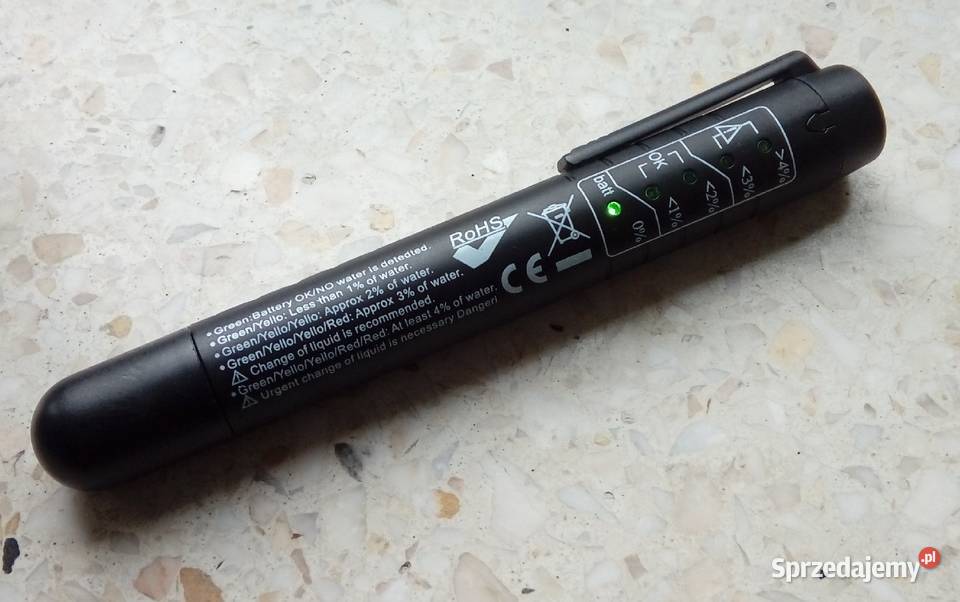 •Green:Battery OK/NO water is detedted.
•Green/Yello: Less than 1% of water.
•Green/Yello/Yello: Approx 2% of water.
•Green/Yello/Yello/Red: Approx 3% of water.
Change of liquid is recommended.
•Green/Yello/Yello/Red/Red: At least 4% of water.
Urgent change of liquid is necessary Danger!
RoHS
CE
batt
OK
0%
<1%
<2%
<3%
>4%
Sprzedajemy.pl